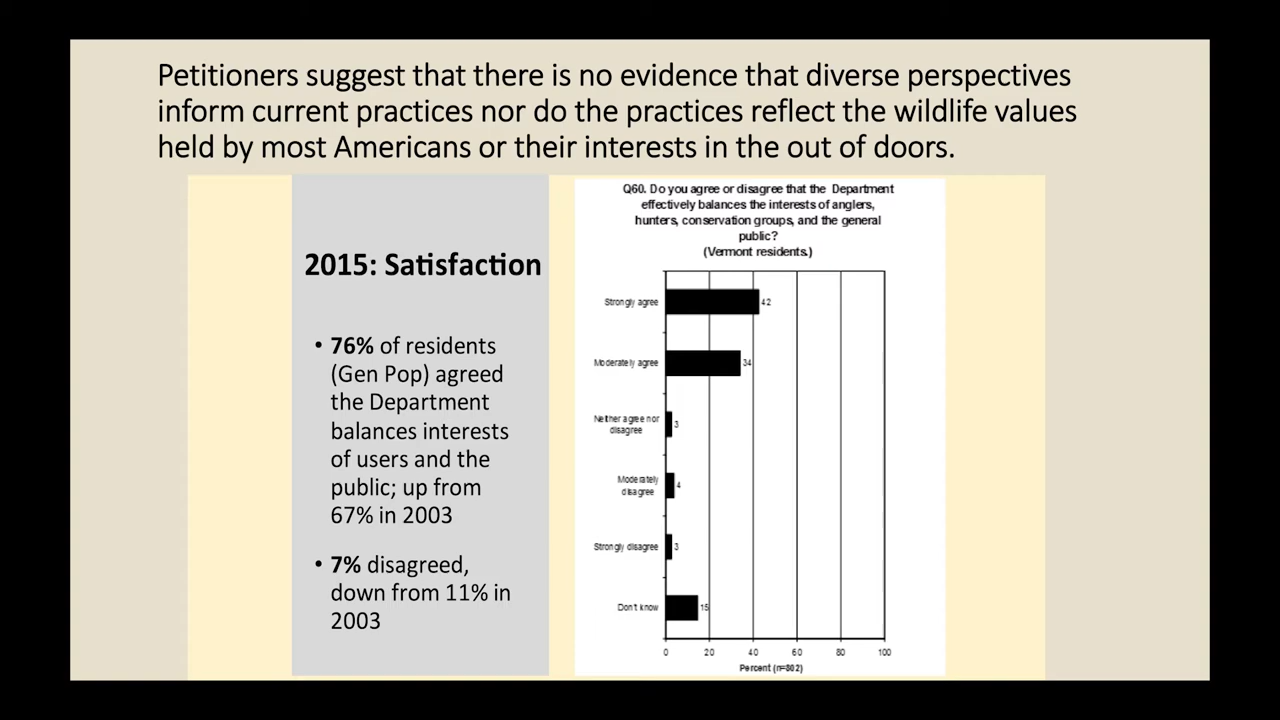 Petitioners suggest that there is no evidence that diverse perspectives
inform current practices nor do the practices reflect the wildlife values
held by most Americans or their interests in the out of doors.
2015: Satisfaction
• 76% of residents
(Gen Pop) agreed
the Department
balances interests
of users and the
public; up from
67% in 2003
• 7% disagreed,
down from 11% in
2003
Q60. Do you agree or disagree that the Department
effectively balances the interests of anglers,
hunters, conservation groups, and the general
public?
(Vermont residents.)
Strongly agree 42
Moderately agree 34
Neither agree nor
disagree 3
Moderately
disagree 4
Strongly disagree 3
Don't know 15
0 20 40 60 80 100
Percent (n=802)